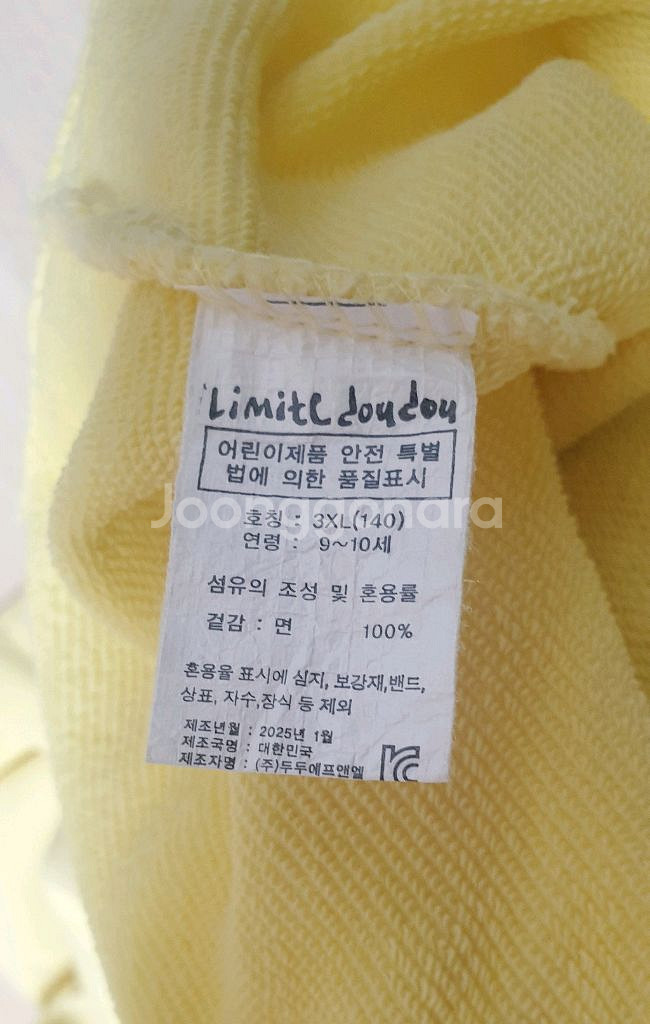 Limite doudou
어린이제품 안전 특별
법에 의한 품질표시
Joongonara
호칭 : 3XL(140)
연령 : 9~10세
섬유의 조성 및 혼용률
겉감 : 면 100%
혼용율 표시에 심지, 보강재,밴드,
상표, 자수,장식 등 제외
제조년월 : 2025년 1월
제조국명 : 대한민국
제조자명 : (주)두두에프앤엘